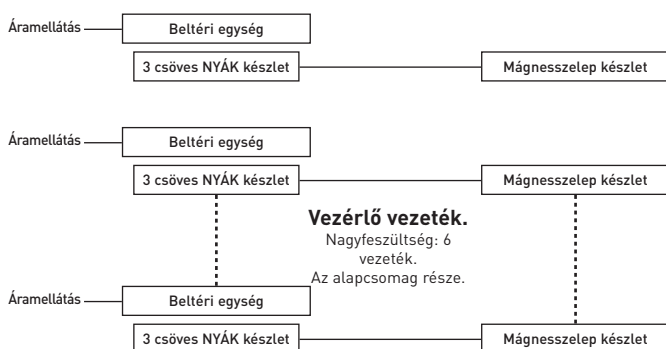 Áramellátás
Beltéri egység
3 csöves NYÁK készlet
Mágnesszelep készlet
Áramellátás
Beltéri egység
3 csöves NYÁK készlet
Mágnesszelep készlet
Vezérlő vezeték.
Nagyfeszültség: 6
vezeték.
Az alapcsomag része.
Áramellátás
Beltéri egység
3 csöves NYÁK készlet
Mágnesszelep készlet